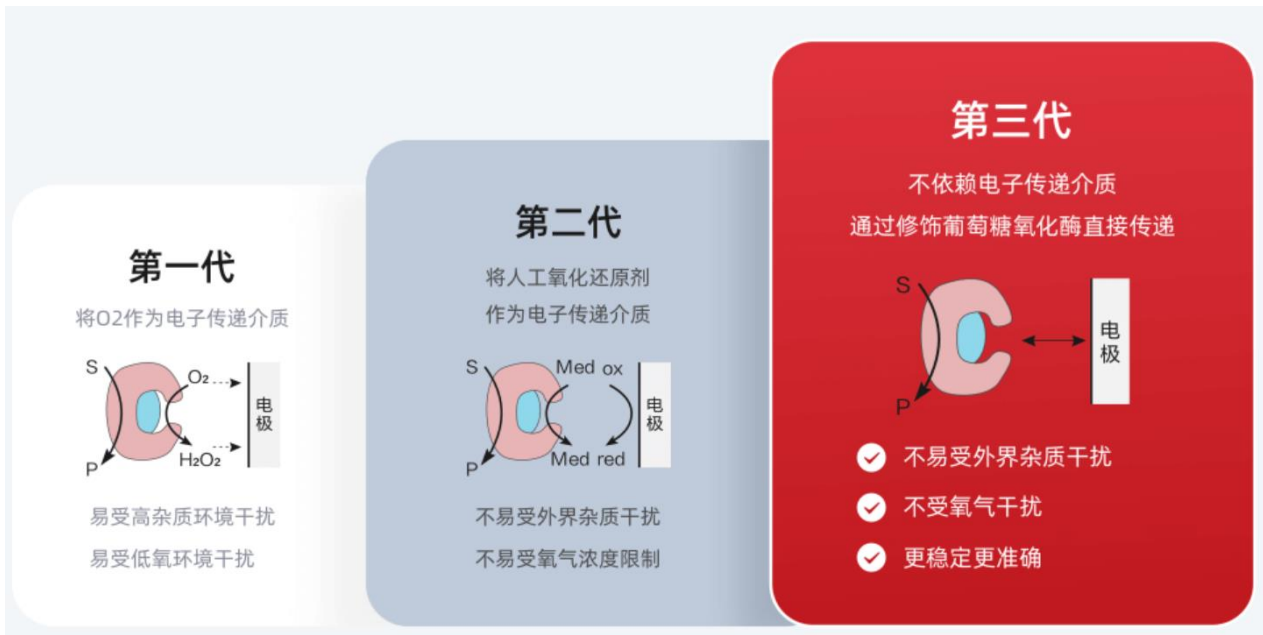 第一代
将O2作为电子传递介质
S
O₂
电极
P
H₂O₂
易受高杂质环境干扰
易受低氧环境干扰
第二代
将人工氧化还原剂
作为电子传递介质
S
Med ox
电极
P
Med red
不易受外界杂质干扰
不易受氧气浓度限制
第三代
不依赖电子传递介质
通过修饰葡萄糖氧化酶直接传递
S
电极
P
不易受外界杂质干扰
不受氧气干扰
更稳定更准确